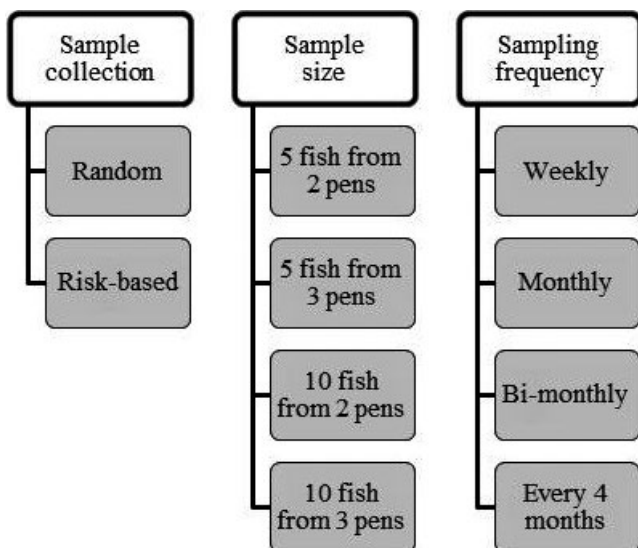 Sample
collection
Random
Risk-based
Sample
size
5 fish from
2 pens
5 fish from
3 pens
10 fish
from 2 pens
10 fish
from 3 pens
Sampling
frequency
Weekly
Monthly
Bi-monthly
Every 4
months